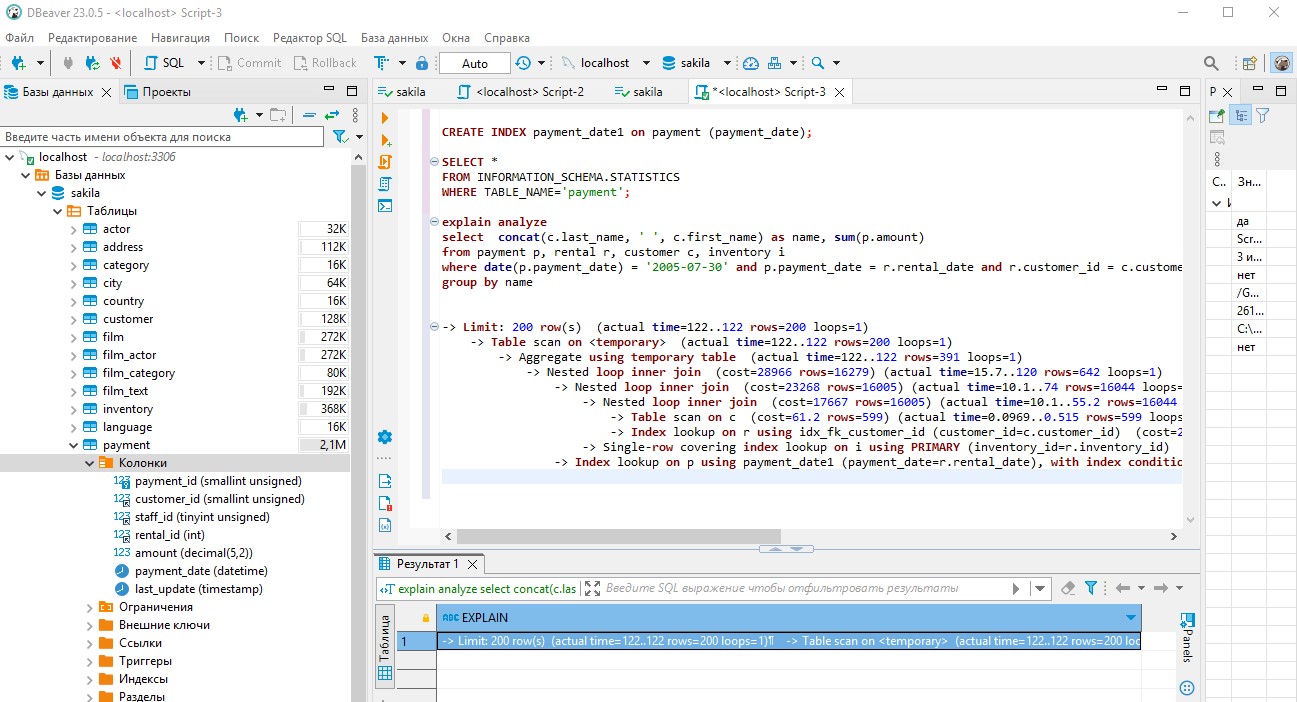 DBeaver 23.0.5 - <localhost> Script-3
Файл Редактирование Навигация Поиск Редактор SQL База данных Окна Справка
SQL Commit Rollback Auto localhost sakila
Базы данных Проекты
Введите часть имени объекта для поиска
localhost - localhost:3306
Базы данных
sakila
Таблицы
actor 32K
address 112K
category 16K
city 64K
country 16K
customer 128K
film 272K
film_actor 272K
film_category 80K
film_text 192K
inventory 368K
language 16K
payment 2,1M
Колонки
payment_id (smallint unsigned)
customer_id (smallint unsigned)
staff_id (tinyint unsigned)
rental_id (int)
amount (decimal(5,2))
payment_date (datetime)
last_update (timestamp)
Ограничения
Внешние ключи
Ссылки
Триггеры
Индексы
Разделы
sakila <localhost> Script-2 sakila *<localhost> Script-3
CREATE INDEX payment_date1 on payment (payment_date);
SELECT *
FROM INFORMATION_SCHEMA.STATISTICS
WHERE TABLE_NAME='payment';
explain analyze
select  concat(c.last_name, ' ', c.first_name) as name, sum(p.amount)
from payment p, rental r, customer c, inventory i
where date(p.payment_date) = '2005-07-30' and p.payment_date = r.rental_date and r.customer_id = c.custome
group by name
-> Limit: 200 row(s)  (actual time=122..122 rows=200 loops=1)
-> Table scan on <temporary>  (actual time=122..122 rows=200 loops=1)
-> Aggregate using temporary table  (actual time=122..122 rows=391 loops=1)
-> Nested loop inner join  (cost=28966 rows=16279) (actual time=15.7..120 rows=642 loops=1)
-> Nested loop inner join  (cost=23268 rows=16005) (actual time=10.1..74 rows=16044 loops=
-> Nested loop inner join  (cost=17667 rows=16005) (actual time=10.1..55.2 rows=16044
-> Table scan on c  (cost=61.2 rows=599) (actual time=0.0969..0.515 rows=599 loops
-> Index lookup on r using idx_fk_customer_id (customer_id=c.customer_id)  (cost=2
-> Single-row covering index lookup on i using PRIMARY (inventory_id=r.inventory_id)
-> Index lookup on p using payment_date1 (payment_date=r.rental_date), with index conditio
Результат 1
explain analyze select concat(c.las Введите SQL выражение чтобы отфильтровать результаты
Таблица
ABC EXPLAIN
1 -> Limit: 200 row(s)  (actual time=122..122 rows=200 loops=1)¶    -> Table scan on <temporary>  (actual time=122..122 rows=200 loc
Panels
P
С.. Зн...
да
Scr...
3 и...
нет
/G...
261...
C:\...
нет